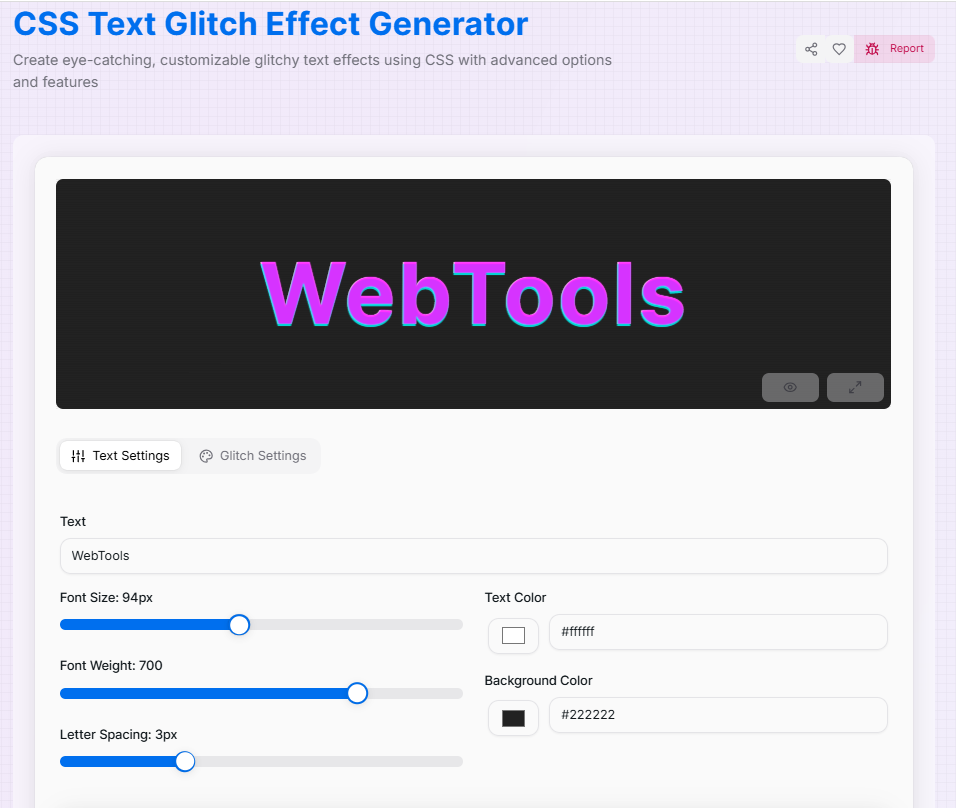 CSS Text Glitch Effect Generator
Create eye-catching, customizable glitchy text effects using CSS with advanced options
and features
Report
WebTools
Text Settings
Glitch Settings
Text
WebTools
Font Size: 94px
Text Color
#ffffff
Font Weight: 700
Background Color
#222222
Letter Spacing: 3px